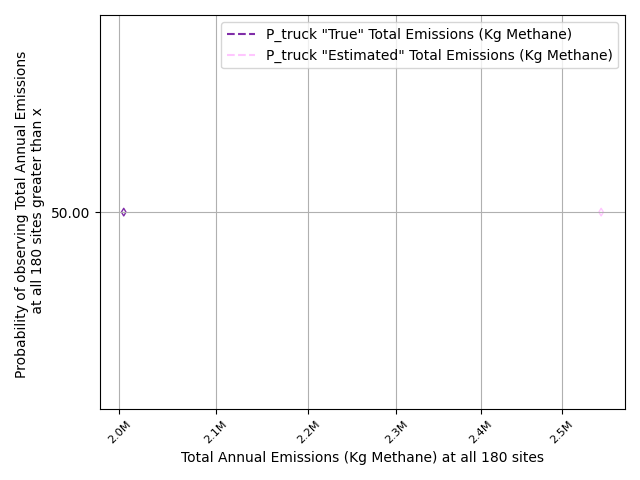 P_truck "True" Total Emissions (Kg Methane)
P_truck "Estimated" Total Emissions (Kg Methane)
Probability of observing Total Annual Emissions
at all 180 sites greater than x
50.00
2.0M
2.1M
2.2M
2.3M
2.4M
2.5M
Total Annual Emissions (Kg Methane) at all 180 sites